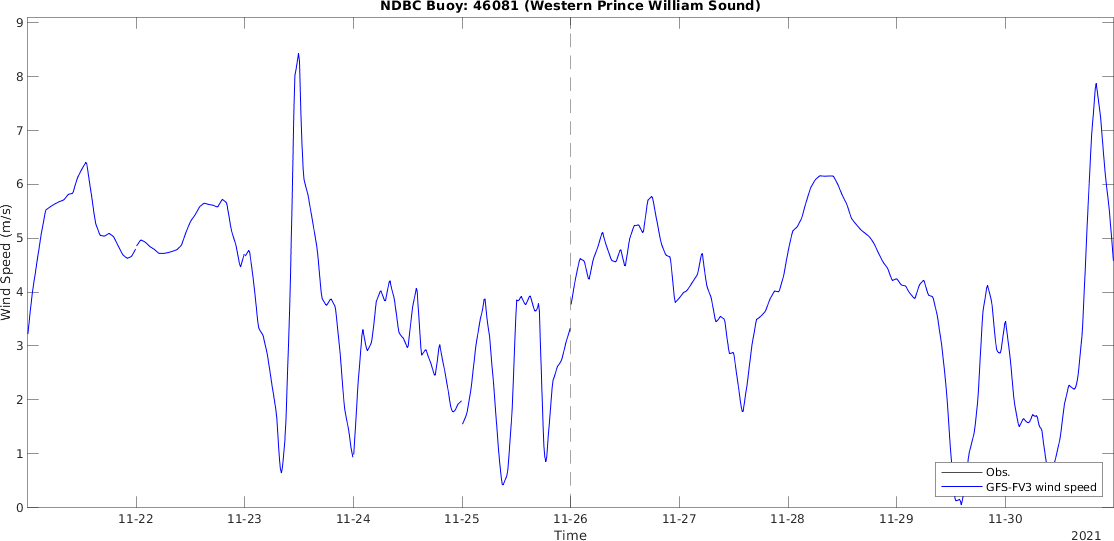 NDBC Buoy: 46081 (Western Prince William Sound)
9
8
7
6
5
4
3
2
1
0
Wind Speed (m/s)
Obs.
GFS-FV3 wind speed
11-22 11-23 11-24 11-25 11-26 11-27 11-28 11-29 11-30
Time
2021